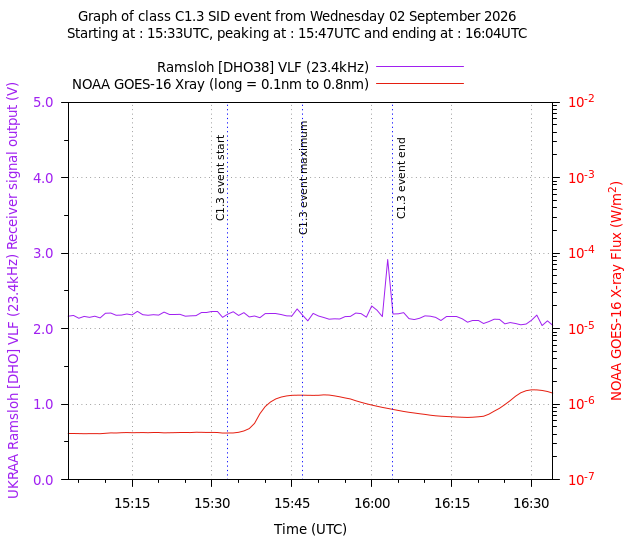 Graph of class C1.3 SID event from Wednesday 02 September 2026
Starting at : 15:33UTC, peaking at : 15:47UTC and ending at : 16:04UTC
Ramsloh [DHO38] VLF (23.4kHz)
NOAA GOES-16 Xray (long = 0.1nm to 0.8nm)
UKRAA Ramsloh [DHO] VLF (23.4kHz) Receiver signal output (V)
5.0
4.0
3.0
2.0
1.0
0.0
C1.3 event start
C1.3 event maximum
C1.3 event end
10-2
10-3
10-4
10-5
10-6
10-7
NOAA GOES-16 X-ray Flux (W/m2)
15:15 15:30 15:45 16:00 16:15 16:30
Time (UTC)